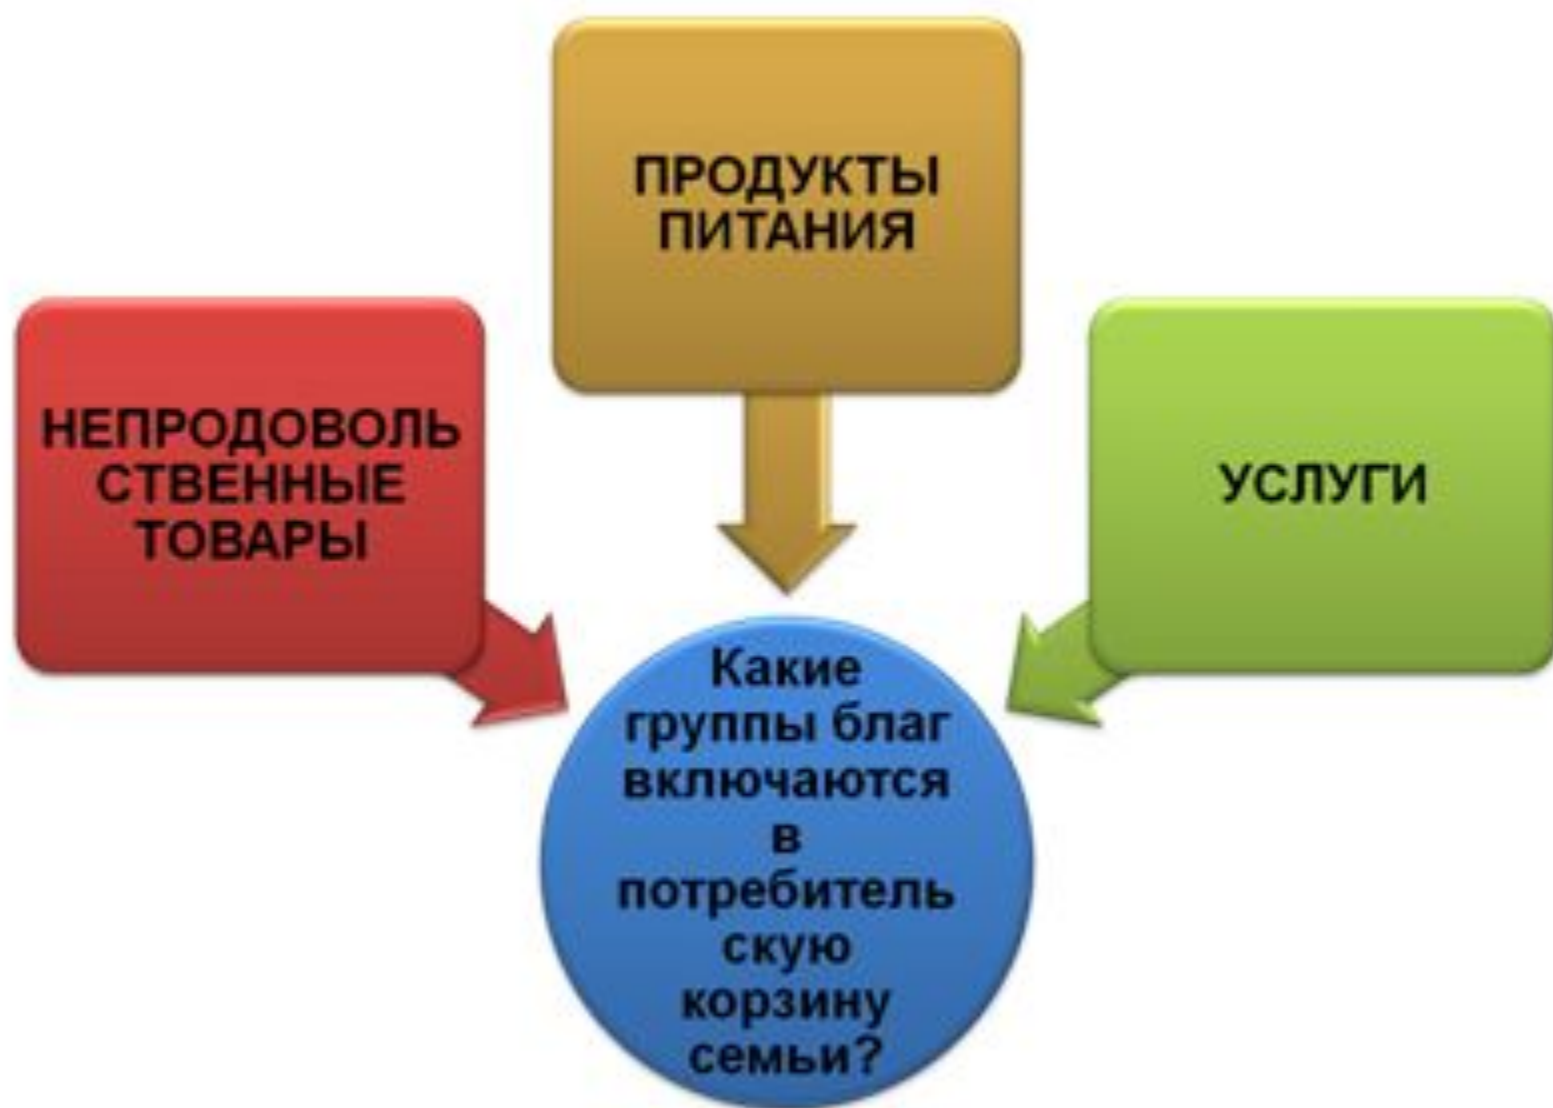 ПРОДУКТЫ
ПИТАНИЯ
НЕПРОДОВОЛЬ
СТВЕННЫЕ
ТОВАРЫ
УСЛУГИ
Какие
группы благ
включаются
в
потребитель
скую
корзину
семьи?